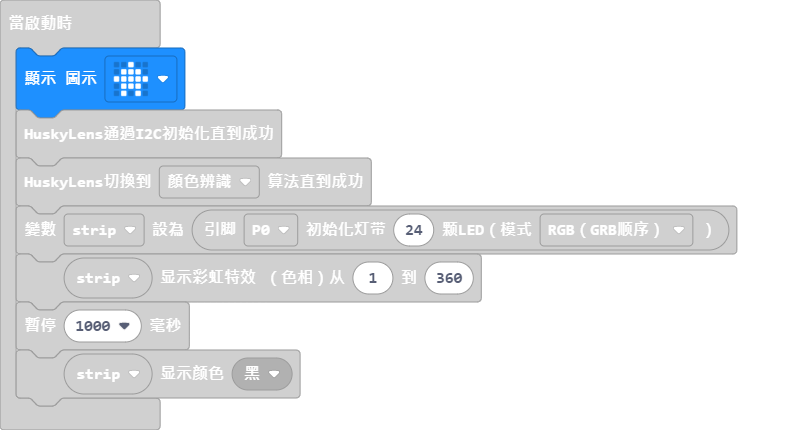 當啟動時
顯示 圖示
HuskyLens通過I2C初始化直到成功
HuskyLens切換到 顏色辨識 算法直到成功
變數 strip 設為 引脚 P0 初始化灯带 24 颗LED（模式 RGB（GRB顺序） ）
strip 显示彩虹特效 （色相）从 1 到 360
暫停 1000 毫秒
strip 显示颜色 黑